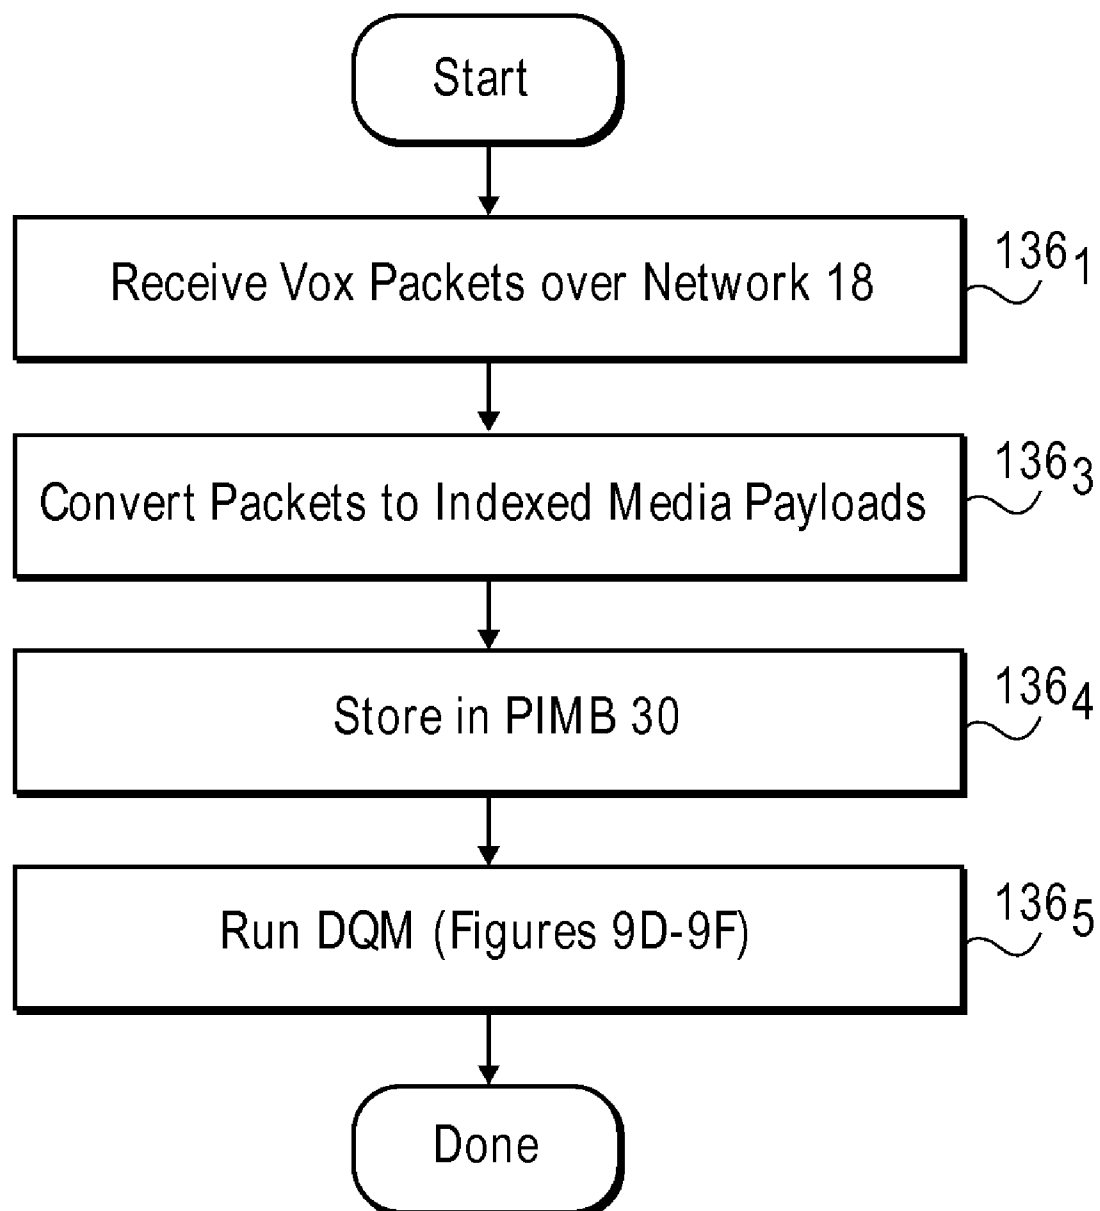 Start
Receive Vox Packets over Network 18
136₁
Convert Packets to Indexed Media Payloads
136₃
Store in PIMB 30
136₄
Run DQM (Figures 9D-9F)
136₅
Done